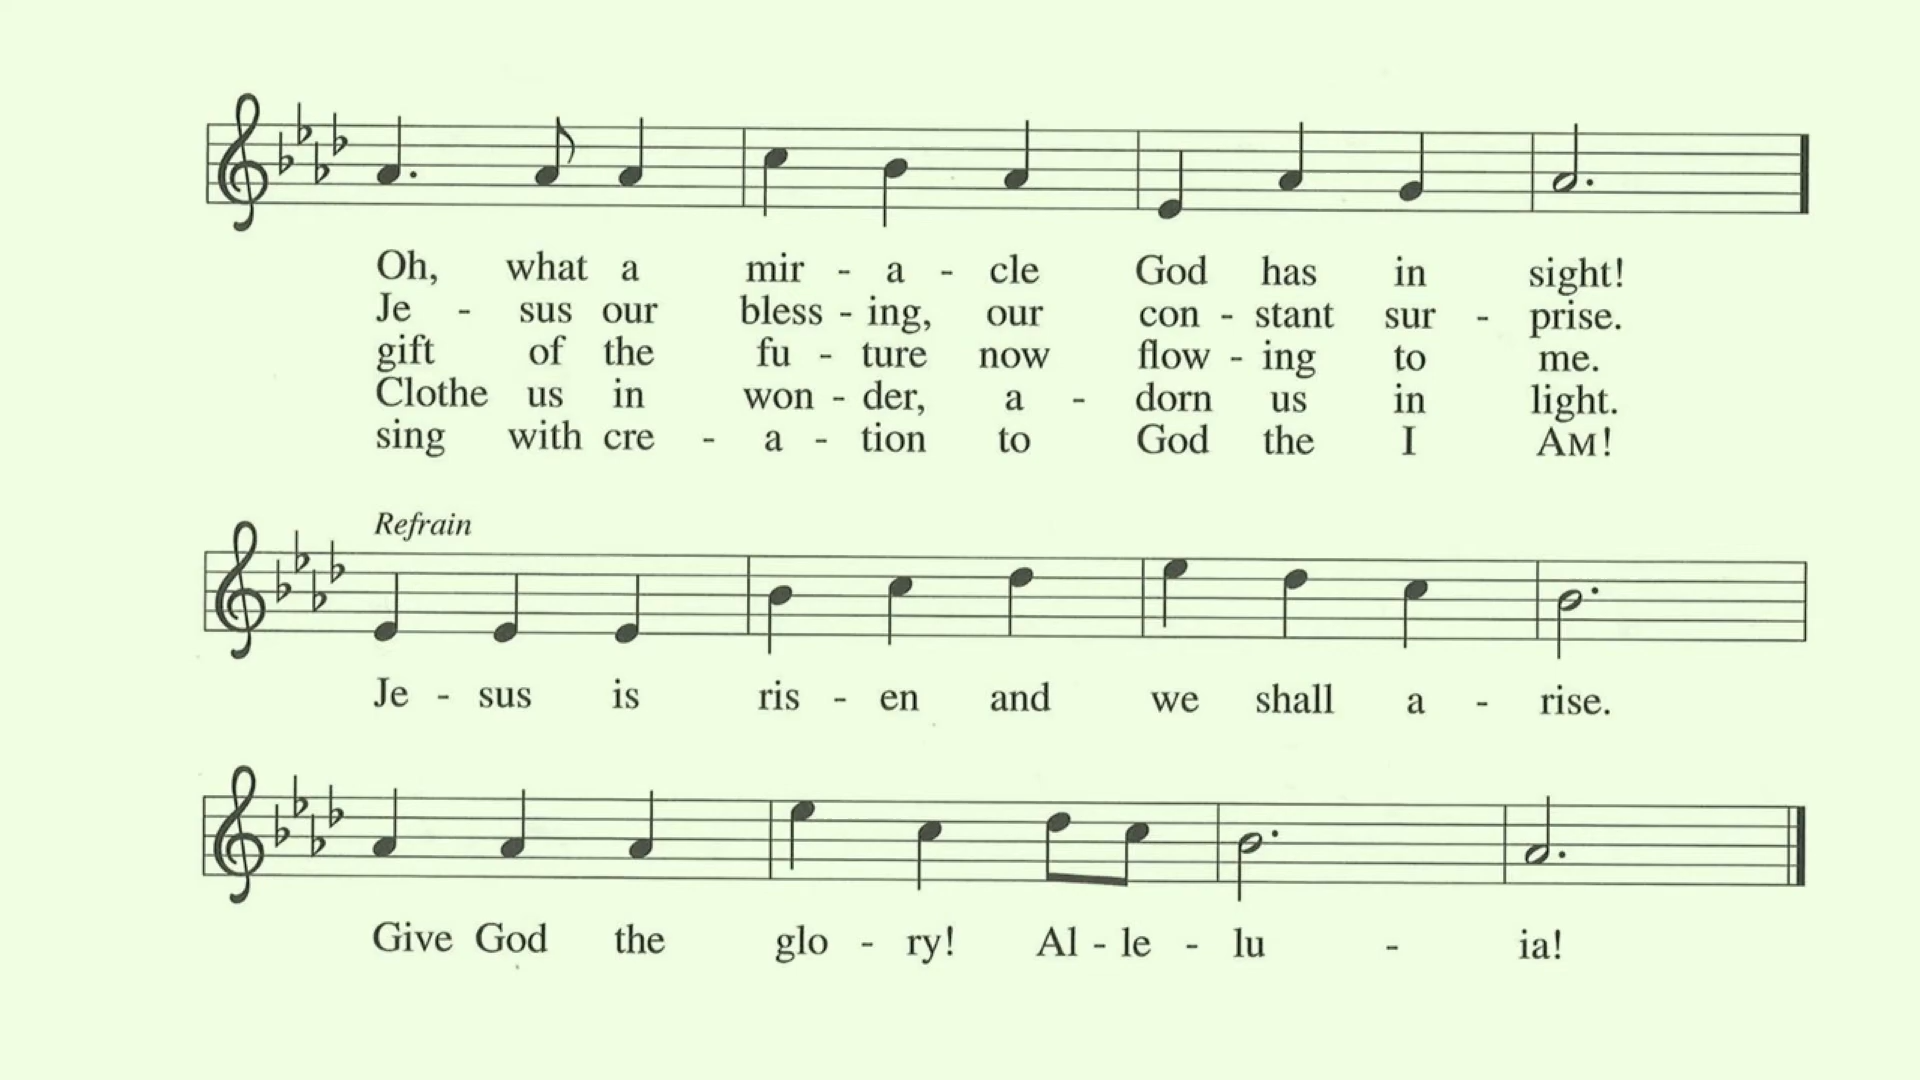 Oh, what a mir - a - cle God has in sight!
Je - sus our bless - ing, our con - stant sur - prise.
gift of the fu - ture now flow - ing to me.
Clothe us in won - der, a - dorn us in light.
sing with cre - a - tion to God the I AM!
Refrain
Je - sus is ris - en and we shall a - rise.
Give God the glo - ry! Al - le - lu - ia!